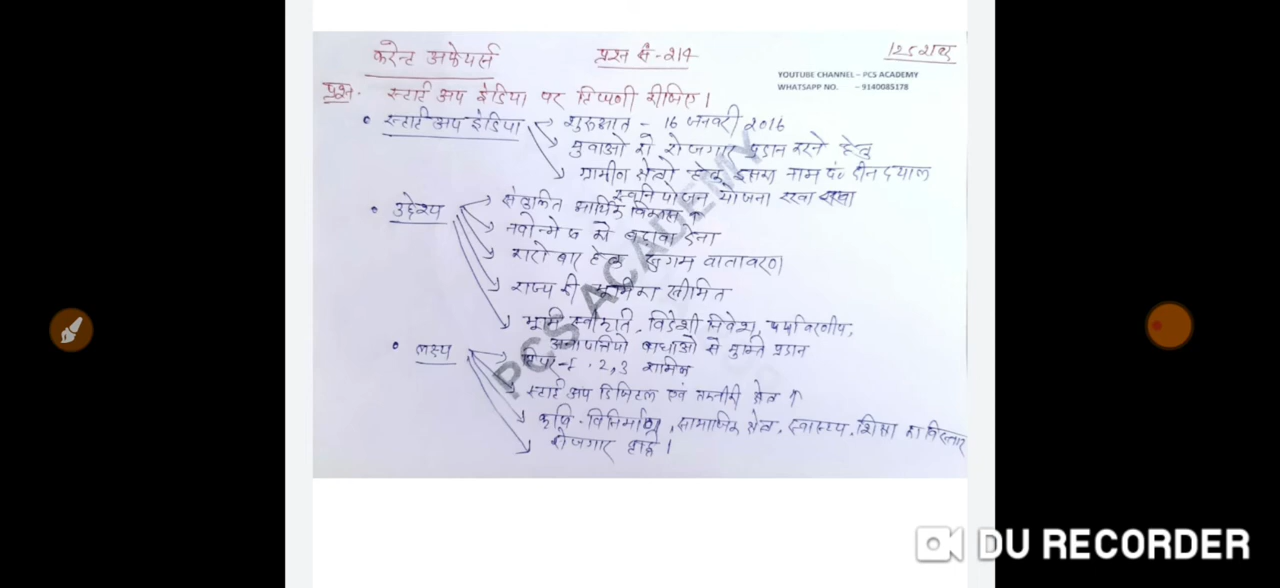 करेन्ट अफेयर्स प्रश्न सं-214 125 शब्द
YOUTUBE CHANNEL – PCS ACADEMY
WHATSAPP NO. - 9140085178
प्रश्न. स्टार्ट अप इंडिया पर टिप्पणी दीजिए।
• स्टार्ट अप इंडिया → शुरुआत - 16 जनवरी 2016
→ युवाओ को रोजगार प्रदान करने हेतु
→ ग्रामीण क्षेत्रो हेतु इसका नाम पं० दीन दयाल
स्वनियोजन योजना रखा
• उद्देश्य → आर्थिक विकास ↑
→ नवोन्मेष को बढ़ावा देना
→ कारोबार हेतु सुगम वातावरण
→ राज्य की भूमिका सीमित
→ भूमि स्वीकृति, विदेशी निवेश, पर्यावरणीय,
अनापत्तियो बाधाओ से मुक्ति प्रदान
• लक्ष्य → टियर-1, 2, 3 शामिल
→ स्टार्ट अप डिजिटल एवं तकनीकी क्षेत्र ↑
→ कृषि, विनिर्माण, सामाजिक क्षेत्र, स्वास्थ्य, शिक्षा का विस्तार
→ रोजगार
PCS ACADEMY
DU RECORDER